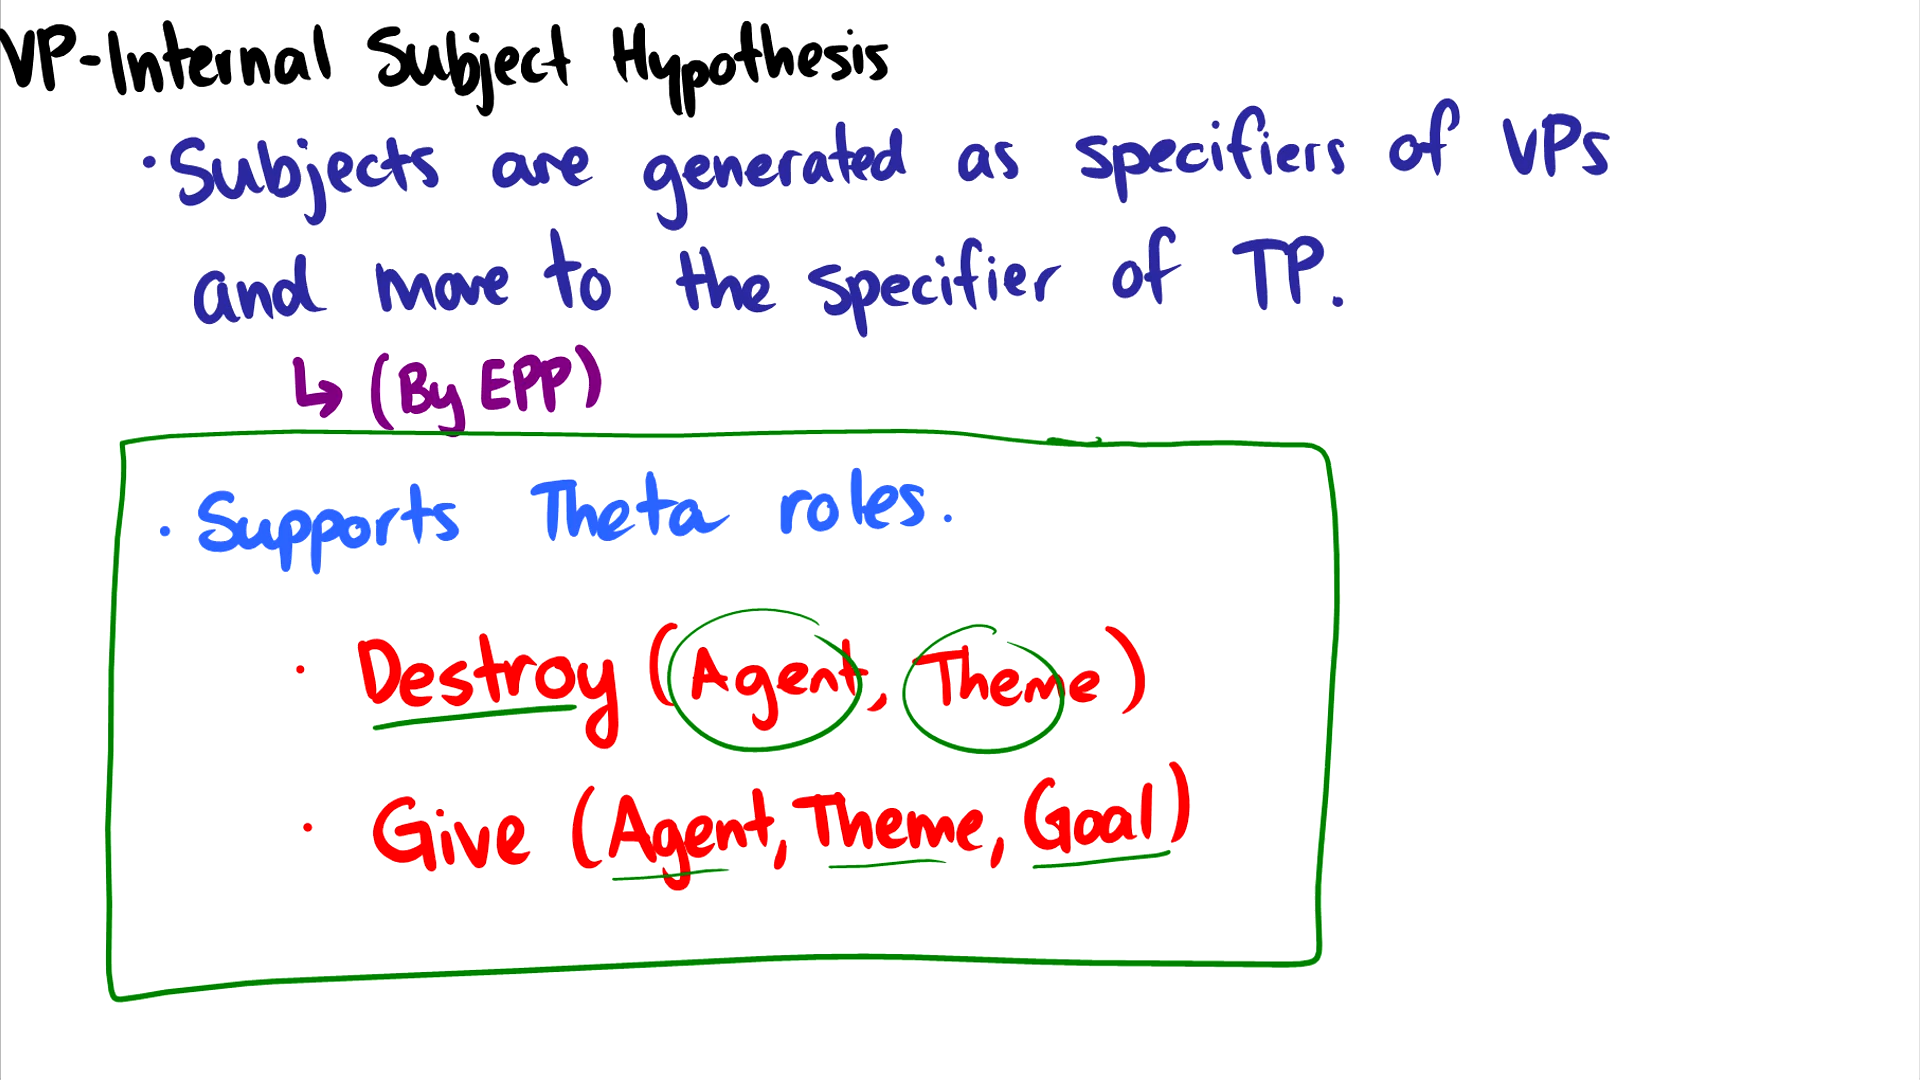 VP-Internal Subject Hypothesis
· Subjects are generated as specifiers of VPs
and move to the specifier of TP.
↳ (By EPP)
· Supports Theta roles.
· Destroy (Agent, Theme)
· Give (Agent, Theme, Goal)